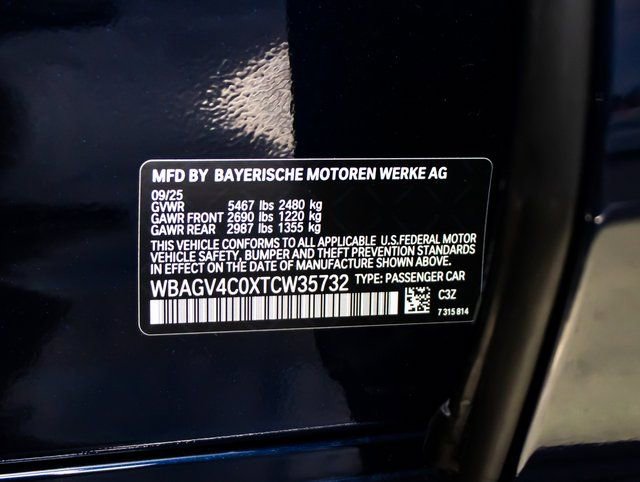 MFD BY BAYERISCHE MOTOREN WERKE AG
09/25
GVWR 5467 lbs 2480 kg
GAWR FRONT 2690 lbs 1220 kg
GAWR REAR 2987 lbs 1355 kg
THIS VEHICLE CONFORMS TO ALL APPLICABLE U.S.FEDERAL MOTOR
VEHICLE SAFETY, BUMPER AND THEFT PREVENTION STANDARDS
IN EFFECT ON THE DATE OF MANUFACTURE SHOWN ABOVE.
WBAGV4C0XTCW35732 TYPE: PASSENGER CAR
C3Z
7 315 814